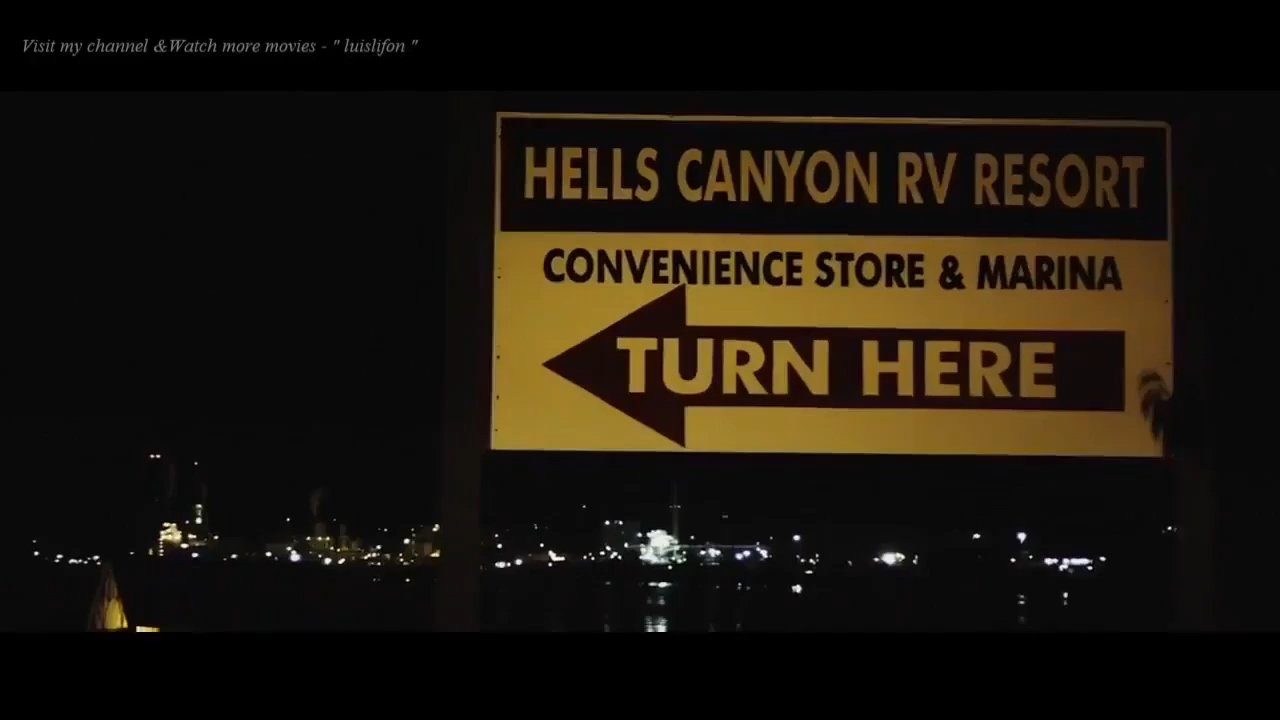 Visit my channel &Watch more movies - " luislifon "
HELLS CANYON RV RESORT
CONVENIENCE STORE & MARINA
TURN HERE